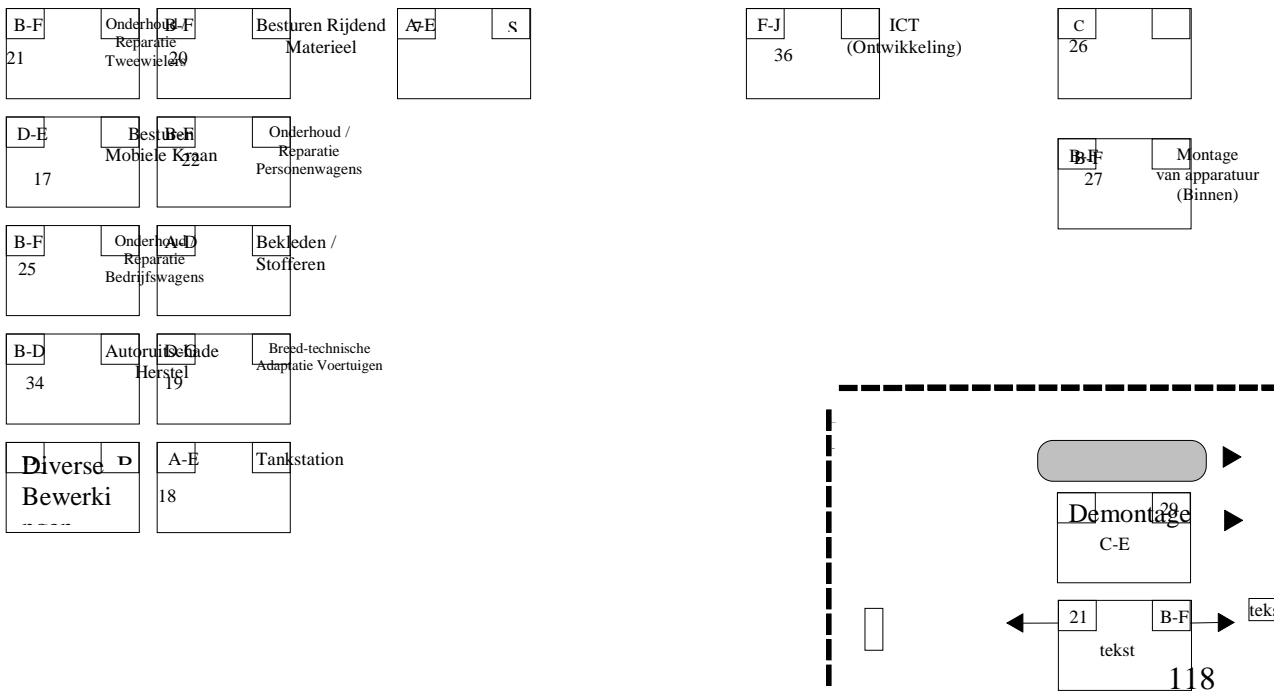 B-F
Onderhoud /
Reparatie
Tweewielers
21
B-F
Besturen Rijdend
Materieel
20
A-E
7
S
F-J
ICT
(Ontwikkeling)
36
C
26
D-E
Besturen
Mobiele Kraan
17
B-F
Onderhoud /
Reparatie
Personenwagens
22
B-F
B-F
Montage
van apparatuur
(Binnen)
27
B-F
Onderhoud /
Reparatie
Bedrijfswagens
25
A-D
Bekleden /
Stofferen
B-D
Autoruitschade
Herstel
34
D-G
Breed-technische
Adaptatie Voertuigen
19
Diverse
Bewerki
A-E
Tankstation
18
Demontage
29
C-E
21
B-F
tekst
118